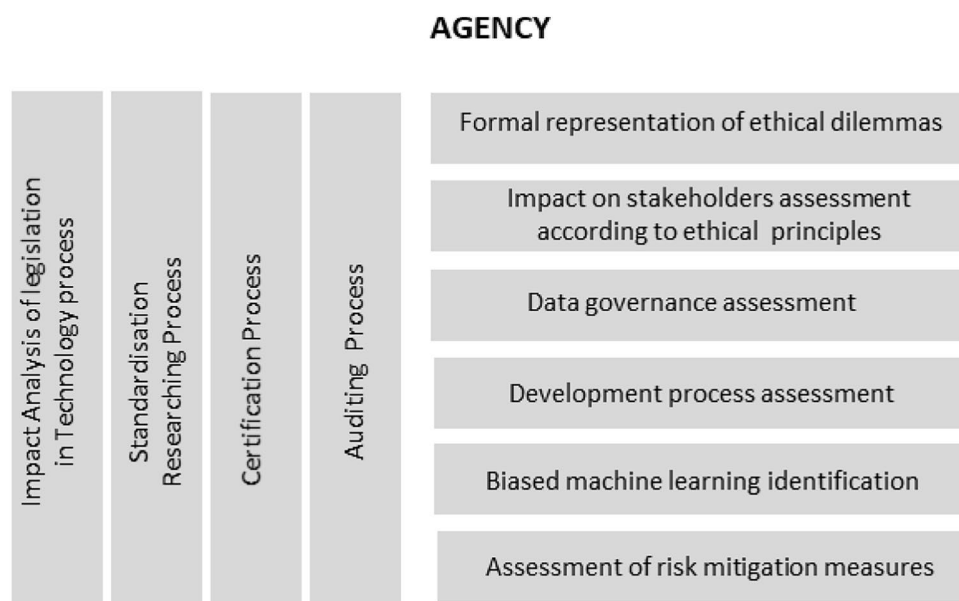 AGENCY
Impact Analysis of legislation
in Technology process
Standardisation
Researching Process
Certification Process
Auditing Process
Formal representation of ethical dilemmas
Impact on stakeholders assessment
according to ethical principles
Data governance assessment
Development process assessment
Biased machine learning identification
Assessment of risk mitigation measures